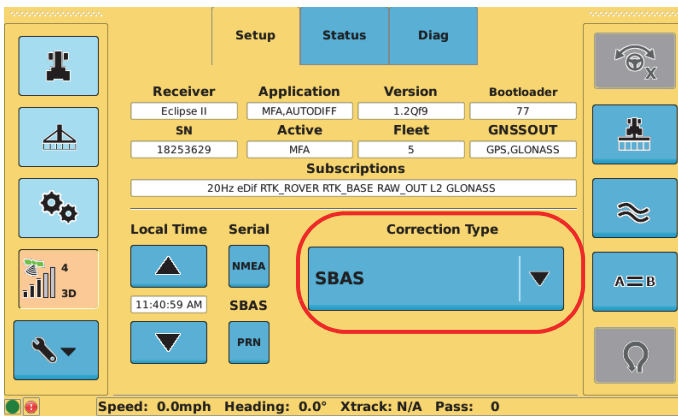 Setup Status Diag
Receiver Application Version Bootloader
Eclipse II MFA,AUTODIFF 1.2Qf9 77
SN Active Fleet GNSSOUT
18253629 MFA 5 GPS,GLONASS
Subscriptions
20Hz eDif RTK_ROVER RTK_BASE RAW_OUT L2 GLONASS
Local Time Serial Correction Type
NMEA
SBAS
11:40:59 AM SBAS
PRN
4
3D
X
A=B
Speed: 0.0mph Heading: 0.0° Xtrack: N/A Pass: 0